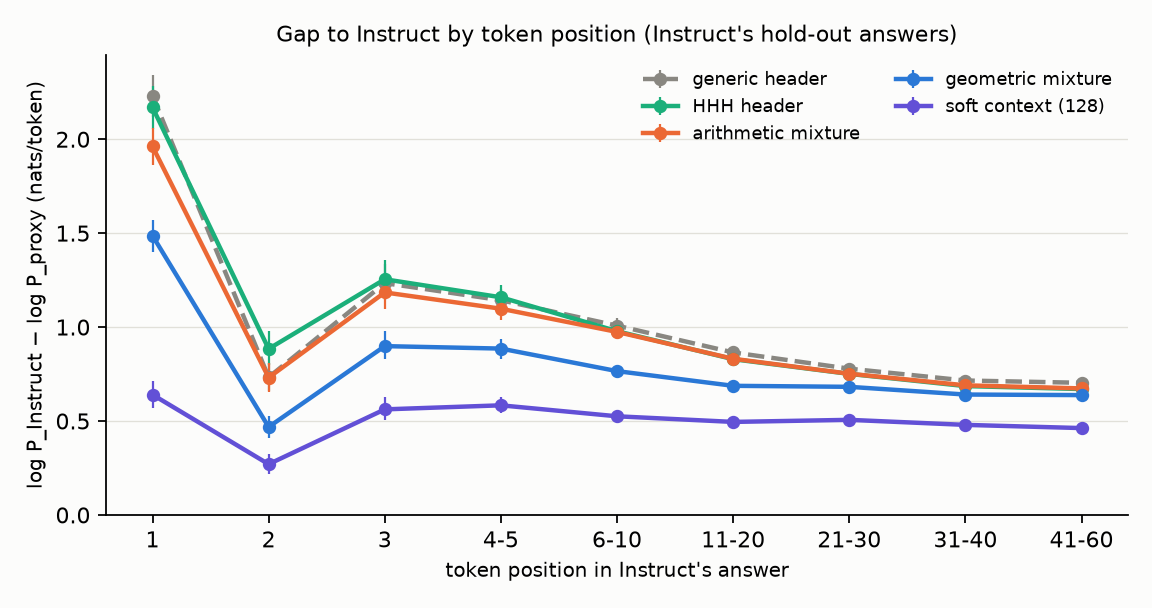 Gap to Instruct by token position (Instruct's hold-out answers)
generic header
HHH header
arithmetic mixture
geometric mixture
soft context (128)
log P_Instruct − log P_proxy (nats/token)
2.0
1.5
1.0
0.5
0.0
1 2 3 4-5 6-10 11-20 21-30 31-40 41-60
token position in Instruct's answer